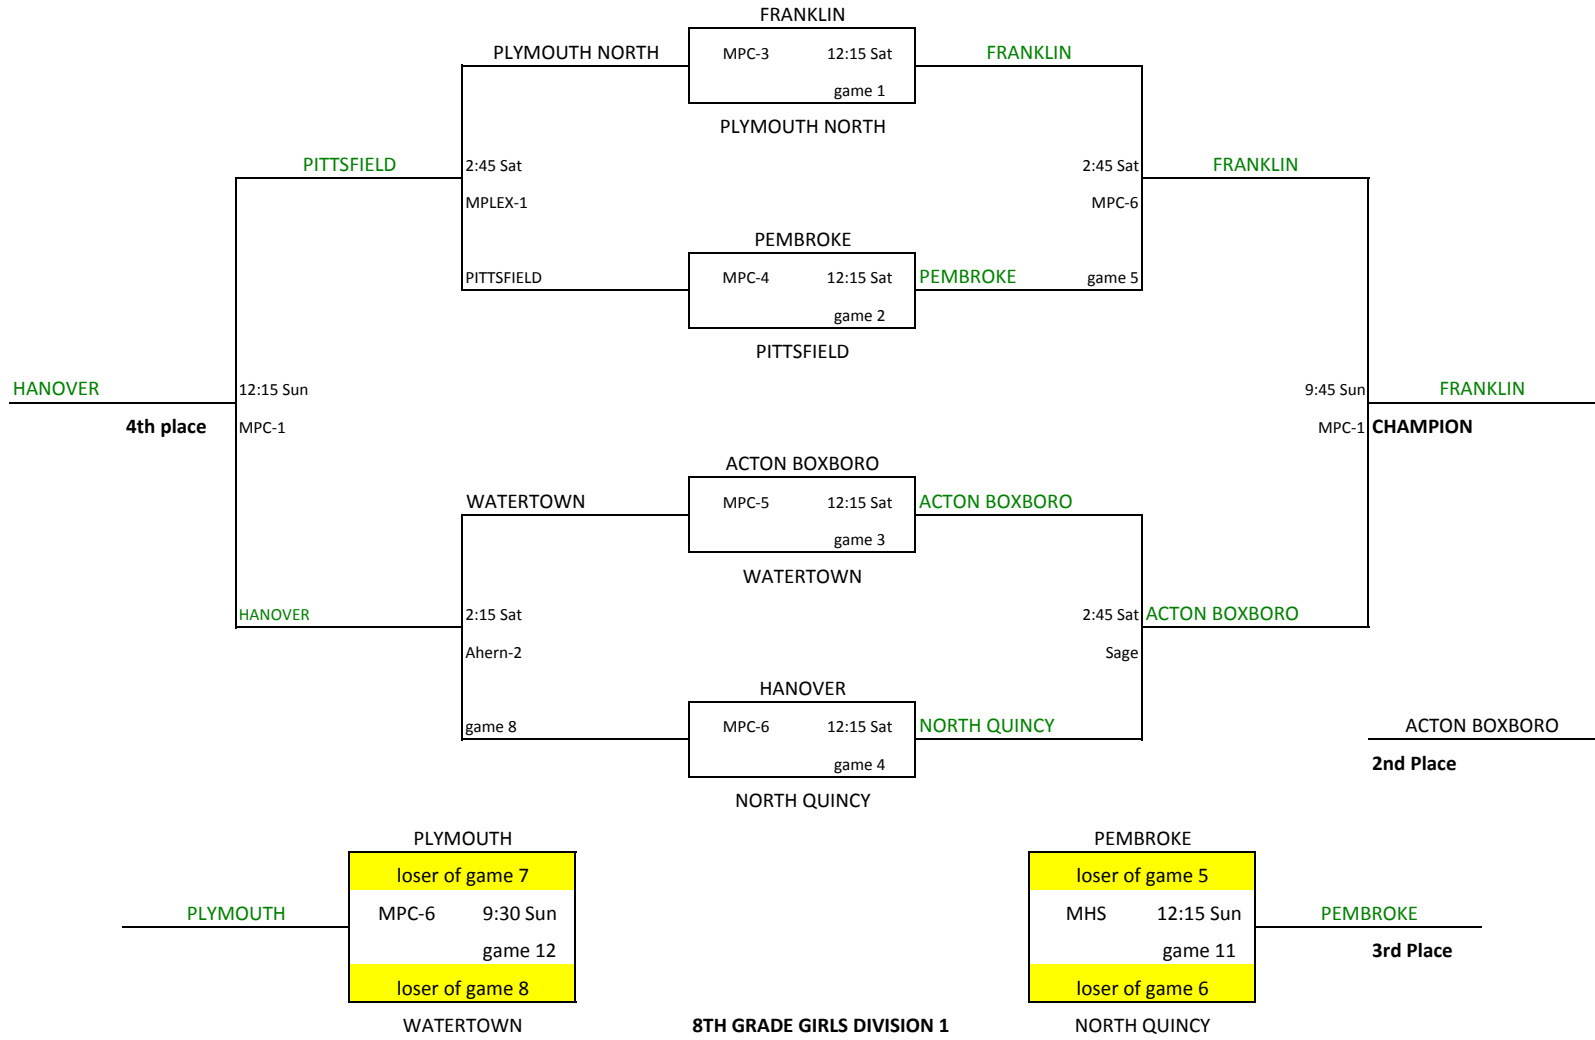 FRANKLIN
PLYMOUTH NORTH MPC-3 12:15 Sat FRANKLIN
game 1
PLYMOUTH NORTH
PITTSFIELD 2:45 Sat 2:45 Sat FRANKLIN
MPLEX-1 MPC-6
PEMBROKE
PITTSFIELD MPC-4 12:15 Sat PEMBROKE game 5
game 2
PITTSFIELD
HANOVER 12:15 Sun 9:45 Sun FRANKLIN
4th place MPC-1 MPC-1 CHAMPION
ACTON BOXBORO
WATERTOWN MPC-5 12:15 Sat ACTON BOXBORO
game 3
WATERTOWN
HANOVER 2:15 Sat 2:45 Sat ACTON BOXBORO
Ahern-2 Sage
HANOVER
game 8 MPC-6 12:15 Sat NORTH QUINCY ACTON BOXBORO
game 4 2nd Place
NORTH QUINCY
PLYMOUTH PEMBROKE
loser of game 7 loser of game 5
PLYMOUTH MPC-6 9:30 Sun MHS 12:15 Sun PEMBROKE
game 12 game 11 3rd Place
loser of game 8 loser of game 6
WATERTOWN 8TH GRADE GIRLS DIVISION 1 NORTH QUINCY